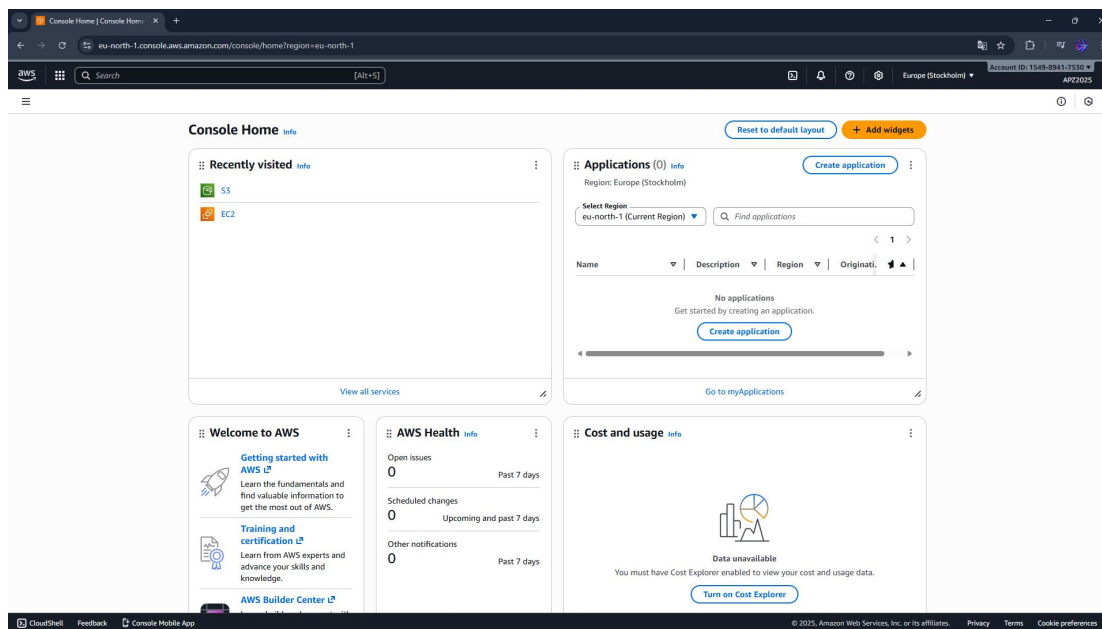 Console Home | Console Home
eu-north-1.console.aws.amazon.com/console/home?region=eu-north-1
aws
Search [Alt+S]
Europe (Stockholm)
Account ID: 1549-8941-7530
APZ2025
Console Home Info
Reset to default layout
+ Add widgets
Recently visited Info
S3
EC2
View all services
Applications (0) Info
Create application
Region: Europe (Stockholm)
Select Region
eu-north-1 (Current Region)
Find applications
1
Name Description Region Originati.
No applications
Get started by creating an application.
Create application
Go to myApplications
Welcome to AWS
Getting started with
AWS
Learn the fundamentals and
find valuable information to
get the most out of AWS.
Training and
certification
Learn from AWS experts and
advance your skills and
knowledge.
AWS Builder Center
AWS Health Info
Open issues
0 Past 7 days
Scheduled changes
0 Upcoming and past 7 days
Other notifications
0 Past 7 days
Cost and usage Info
Data unavailable
You must have Cost Explorer enabled to view your cost and usage data.
Turn on Cost Explorer
CloudShell Feedback Console Mobile App
© 2025, Amazon Web Services, Inc. or its affiliates. Privacy Terms Cookie preferences